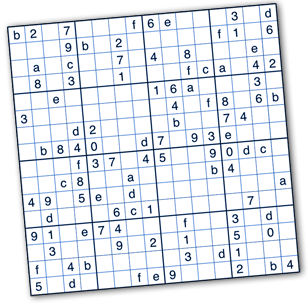 b 2 7 f 6 e 3 d
9 b 2 f 1 6
a c 7 4 8 e
8 3 1 f c a 4 2
e 1 6 a 3
3 4 f 8 6 b
d 2 b 7 4
b 8 4 0 d 7 9 3 e
f 3 7 4 5 9 0 d c
c 8 a b 4
4 9 5 e d a
d 6 c 1 7
9 1 e 7 4 f 3 d
3 9 2 1 5 0
f 4 b 3 d 1
5 d f e 9 2 b 4